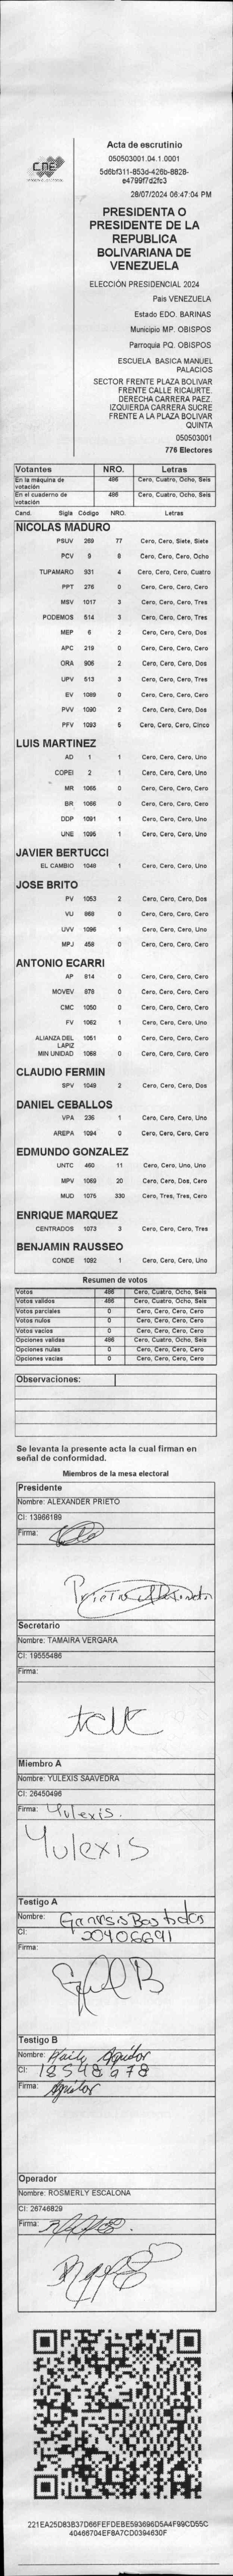 cne
Acta de escrutinio
050503001.04.1.0001
5d6bf311-853d-426b-8828-
e4799f7d2fc3
28/07/2024 06:47:04 PM
PRESIDENTA O
PRESIDENTE DE LA
REPUBLICA
BOLIVARIANA DE
VENEZUELA
ELECCIÓN PRESIDENCIAL 2024
Pais VENEZUELA
Estado EDO. BARINAS
Municipio MP. OBISPOS
Parroquia PQ. OBISPOS
ESCUELA BASICA MANUEL
PALACIOS
SECTOR FRENTE PLAZA BOLIVAR
FRENTE CALLE RICAURTE.
DERECHA CARRERA PAEZ.
IZQUIERDA CARRERA SUCRE
FRENTE A LA PLAZA BOLIVAR
QUINTA
050503001
776 Electores
Votantes NRO. Letras
En la máquina de votación 486 Cero, Cuatro, Ocho, Seis
En el cuaderno de votación 486 Cero, Cuatro, Ocho, Seis
Cand. Sigla Código NRO. Letras
NICOLAS MADURO
PSUV 269 77 Cero, Cero, Siete, Siete
PCV 5 8 Cero, Cero, Cero, Ocho
TUPAMARO 931 4 Cero, Cero, Cero, Cuatro
PPT 276 0 Cero, Cero, Cero, Cero
MSV 1017 3 Cero, Cero, Cero, Tres
PODEMOS 514 3 Cero, Cero, Cero, Tres
MEP 6 2 Cero, Cero, Cero, Dos
APC 219 0 Cero, Cero, Cero, Cero
ORA 906 2 Cero, Cero, Cero, Dos
UPV 513 3 Cero, Cero, Cero, Tres
EV 1089 0 Cero, Cero, Cero, Cero
PVV 1090 2 Cero, Cero, Cero, Dos
PFV 1093 5 Cero, Cero, Cero, Cinco
LUIS MARTINEZ
AD 1 1 Cero, Cero, Cero, Uno
COPEI 2 1 Cero, Cero, Cero, Uno
MR 1065 0 Cero, Cero, Cero, Cero
BR 1066 0 Cero, Cero, Cero, Cero
DDP 1091 1 Cero, Cero, Cero, Uno
UNE 1095 1 Cero, Cero, Cero, Uno
JAVIER BERTUCCI
EL CAMBIO 1048 1 Cero, Cero, Cero, Uno
JOSE BRITO
PV 1053 2 Cero, Cero, Cero, Dos
VU 968 0 Cero, Cero, Cero, Cero
UVV 1096 1 Cero, Cero, Cero, Uno
MPJ 458 0 Cero, Cero, Cero, Cero
ANTONIO ECARRI
AP 814 0 Cero, Cero, Cero, Cero
MOVEV 878 0 Cero, Cero, Cero, Cero
CMC 1050 0 Cero, Cero, Cero, Cero
FV 1062 1 Cero, Cero, Cero, Uno
ALIANZA DEL LAPIZ 1051 0 Cero, Cero, Cero, Cero
MIN UNIDAD 1068 0 Cero, Cero, Cero, Cero
CLAUDIO FERMIN
SPV 1049 2 Cero, Cero, Cero, Dos
DANIEL CEBALLOS
VPA 236 1 Cero, Cero, Cero, Uno
AREPA 1094 0 Cero, Cero, Cero, Cero
EDMUNDO GONZALEZ
UNTC 460 11 Cero, Cero, Uno, Uno
MPV 1069 20 Cero, Cero, Dos, Cero
MUD 1075 330 Cero, Tres, Tres, Cero
ENRIQUE MARQUEZ
CENTRADOS 1073 3 Cero, Cero, Cero, Tres
BENJAMIN RAUSSEO
CONDE 1092 1 Cero, Cero, Cero, Uno
Resumen de votos
Votos 486 Cero, Cuatro, Ocho, Seis
Votos validos 486 Cero, Cuatro, Ocho, Seis
Votos parciales 0 Cero, Cero, Cero, Cero
Votos nulos 0 Cero, Cero, Cero, Cero
Votos vacios 0 Cero, Cero, Cero, Cero
Opciones validas 486 Cero, Cuatro, Ocho, Seis
Opciones nulas 0 Cero, Cero, Cero, Cero
Opciones vacias 0 Cero, Cero, Cero, Cero
Observaciones:
Se levanta la presente acta la cual firman en
señal de conformidad.
Miembros de la mesa electoral
Presidente
Nombre: ALEXANDER PRIETO
CI: 13966189
Firma:
Prieto Alexander
Secretario
Nombre: TAMAIRA VERGARA
CI: 19555486
Firma:
Miembro A
Nombre: YULEXIS SAAVEDRA
CI: 26450496
Firma: Yulexis.
Yulexis
Testigo A
Nombre: Bastidos
CI: 20406691
Firma:
Testigo B
Nombre: Aguilar
CI: 18548978
Firma: Aguilar
Operador
Nombre: ROSMERLY ESCALONA
CI: 26746829
Firma:
221EA25D83B37D66FEFDEBE593696D5A4F99CD55C
40466704EF8A7CD0394630F